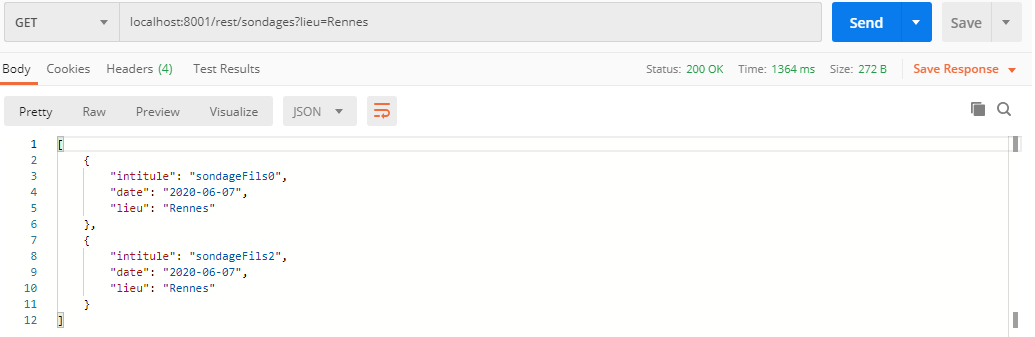 GET localhost:8001/rest/sondages?lieu=Rennes Send Save
Body Cookies Headers (4) Test Results Status: 200 OK Time: 1364 ms Size: 272 B Save Response
Pretty Raw Preview Visualize JSON
1 [
2 {
3 "intitule": "sondageFils0",
4 "date": "2020-06-07",
5 "lieu": "Rennes"
6 },
7 {
8 "intitule": "sondageFils2",
9 "date": "2020-06-07",
10 "lieu": "Rennes"
11 }
12 ]